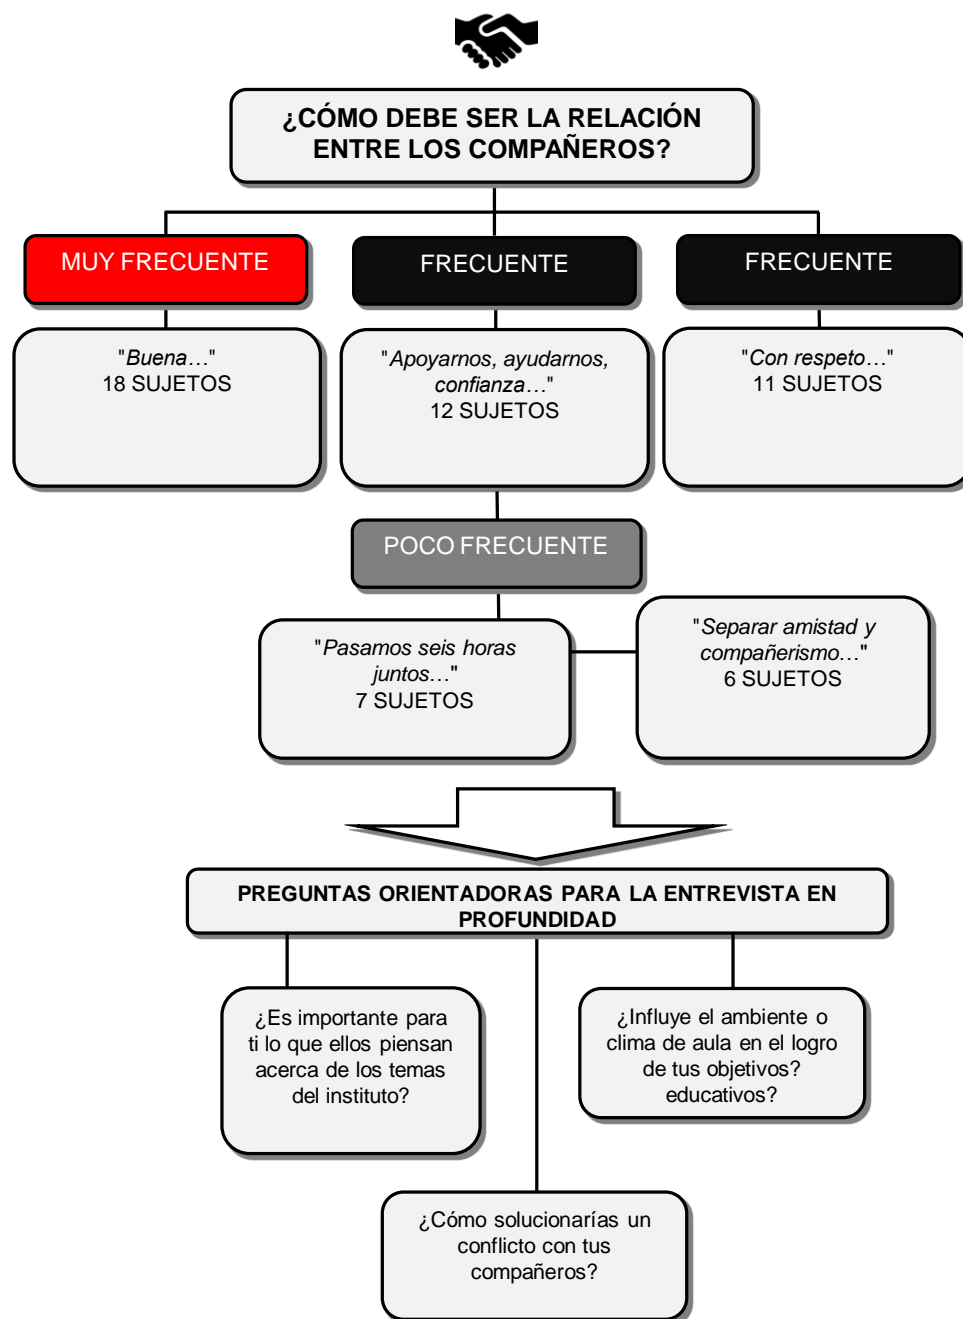 ¿CÓMO DEBE SER LA RELACIÓN
ENTRE LOS COMPAÑEROS?
MUY FRECUENTE
FRECUENTE
FRECUENTE
"Buena…"
18 SUJETOS
"Apoyarnos, ayudarnos,
confianza…"
12 SUJETOS
"Con respeto…"
11 SUJETOS
POCO FRECUENTE
"Pasamos seis horas
juntos…"
7 SUJETOS
"Separar amistad y
compañerismo…"
6 SUJETOS
PREGUNTAS ORIENTADORAS PARA LA ENTREVISTA EN
PROFUNDIDAD
¿Es importante para
ti lo que ellos piensan
acerca de los temas
del instituto?
¿Influye el ambiente o
clima de aula en el logro
de tus objetivos?
educativos?
¿Cómo solucionarías un
conflicto con tus
compañeros?